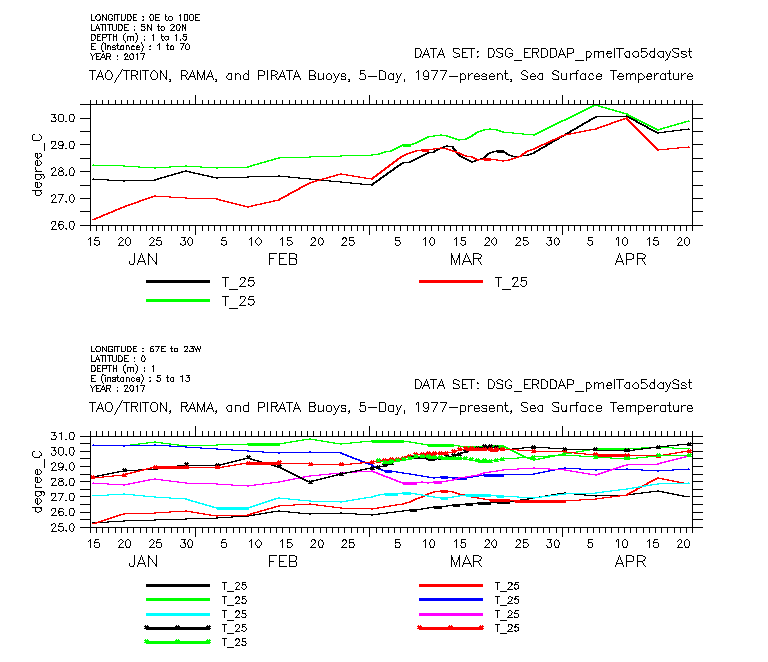 LONGITUDE : 0E to 100E
LATITUDE : 5N to 20N
DEPTH (m) : 1 to 1.5
E (instance) : 1 to 70
YEAR : 2017
DATA SET: DSG_ERDDAP_pmelTao5daySst
TAO/TRITON, RAMA, and PIRATA Buoys, 5-Day, 1977-present, Sea Surface Temperature
degree_C
30.0
29.0
28.0
27.0
26.0
15 20 25 30 5 10 15 20 25 5 10 15 20 25 30 5 10 15 20
JAN FEB MAR APR
T_25 T_25
T_25
LONGITUDE : 67E to 23W
LATITUDE : 0
DEPTH (m) : 1
E (instance) : 5 to 13
YEAR : 2017
DATA SET: DSG_ERDDAP_pmelTao5daySst
TAO/TRITON, RAMA, and PIRATA Buoys, 5-Day, 1977-present, Sea Surface Temperature
degree_C
31.0
30.0
29.0
28.0
27.0
26.0
25.0
15 20 25 30 5 10 15 20 25 5 10 15 20 25 30 5 10 15 20
JAN FEB MAR APR
T_25 T_25
T_25 T_25
T_25 T_25
T_25 T_25
T_25